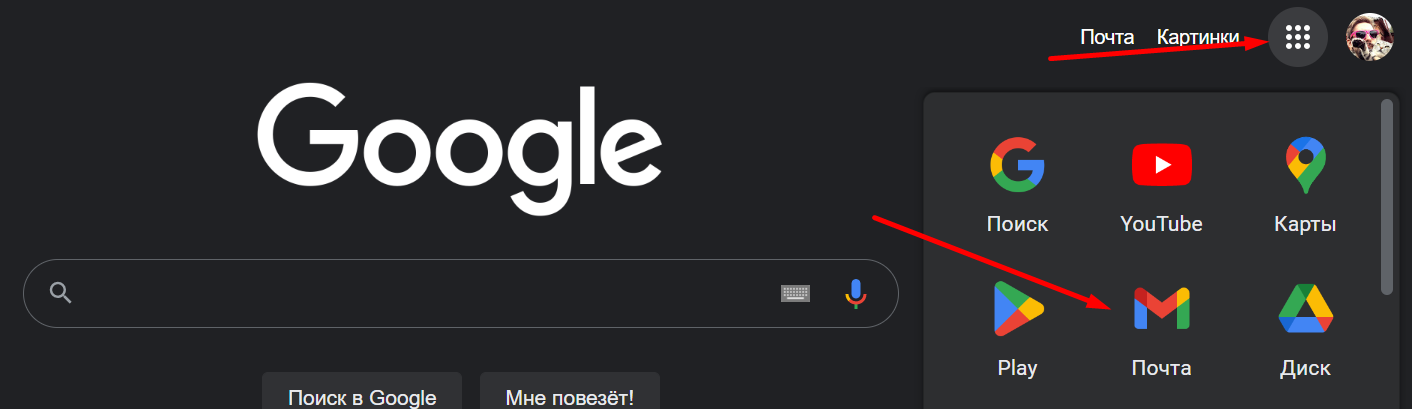 Почта Картинки
Google
Поиск YouTube Карты
Play Почта Диск
Поиск в Google Мне повезёт!